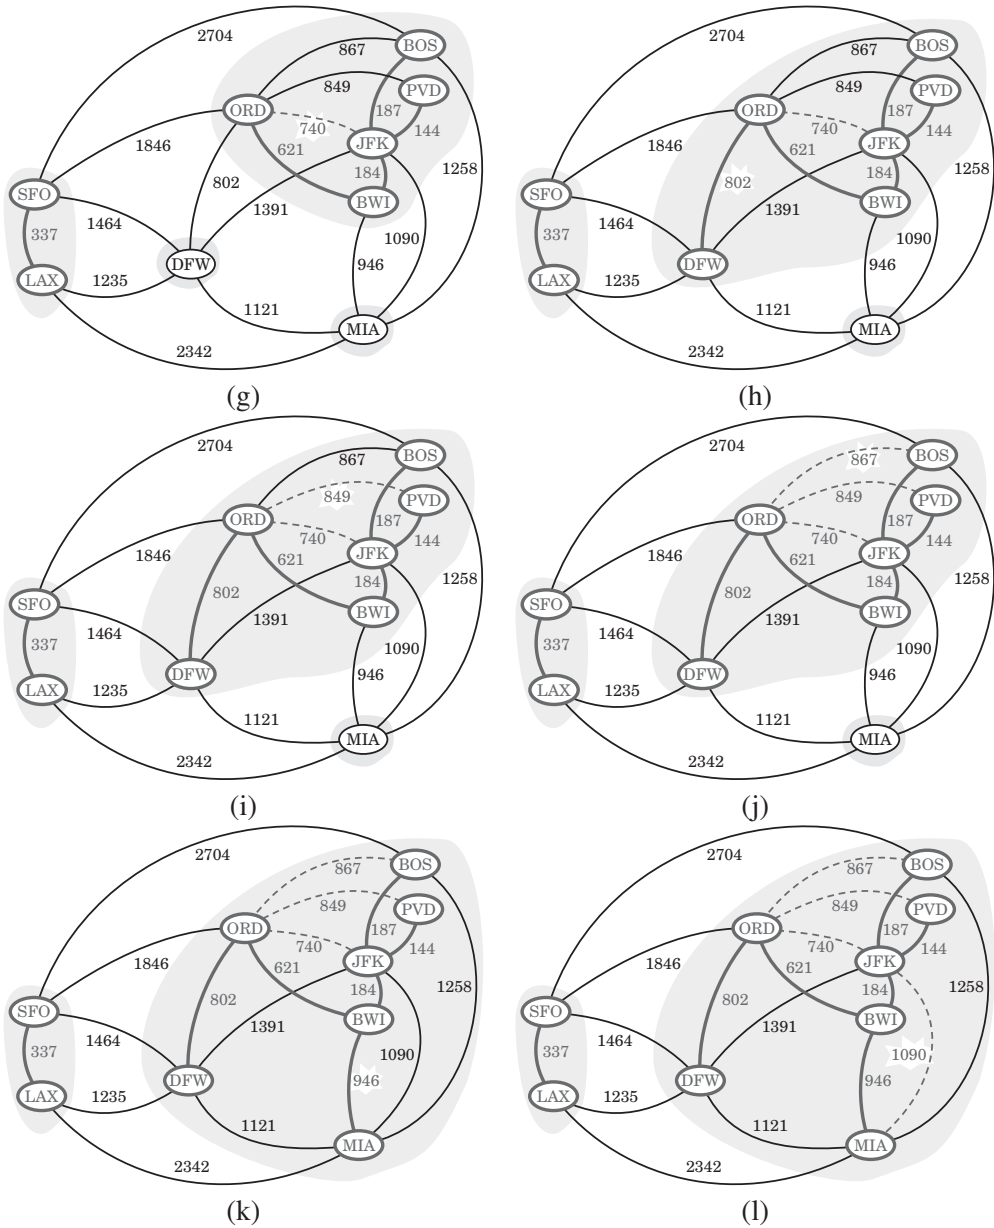 2704
867
BOS
849
PVD
ORD
187
740
144
1846
621
JFK
184
1258
SFO
802
BWI
1464
1391
337
1090
DFW
946
LAX
1235
1121
MIA
2342
(g)
2704
867
BOS
849
PVD
ORD
187
740
144
1846
621
JFK
184
1258
SFO
802
BWI
1464
1391
337
1090
DFW
946
LAX
1235
1121
MIA
2342
(h)
2704
867
BOS
849
PVD
ORD
187
740
144
1846
621
JFK
184
1258
SFO
802
BWI
1464
1391
337
1090
DFW
946
LAX
1235
1121
MIA
2342
(i)
2704
867
BOS
849
PVD
ORD
187
740
144
1846
621
JFK
184
1258
SFO
802
BWI
1464
1391
337
1090
DFW
946
LAX
1235
1121
MIA
2342
(j)
2704
867
BOS
849
PVD
ORD
187
740
144
1846
621
JFK
184
1258
SFO
802
BWI
1464
1391
337
1090
DFW
946
LAX
1235
1121
MIA
2342
(k)
2704
867
BOS
849
PVD
ORD
187
740
144
1846
621
JFK
184
1258
SFO
802
BWI
1464
1391
337
1090
DFW
946
LAX
1235
1121
MIA
2342
(l)